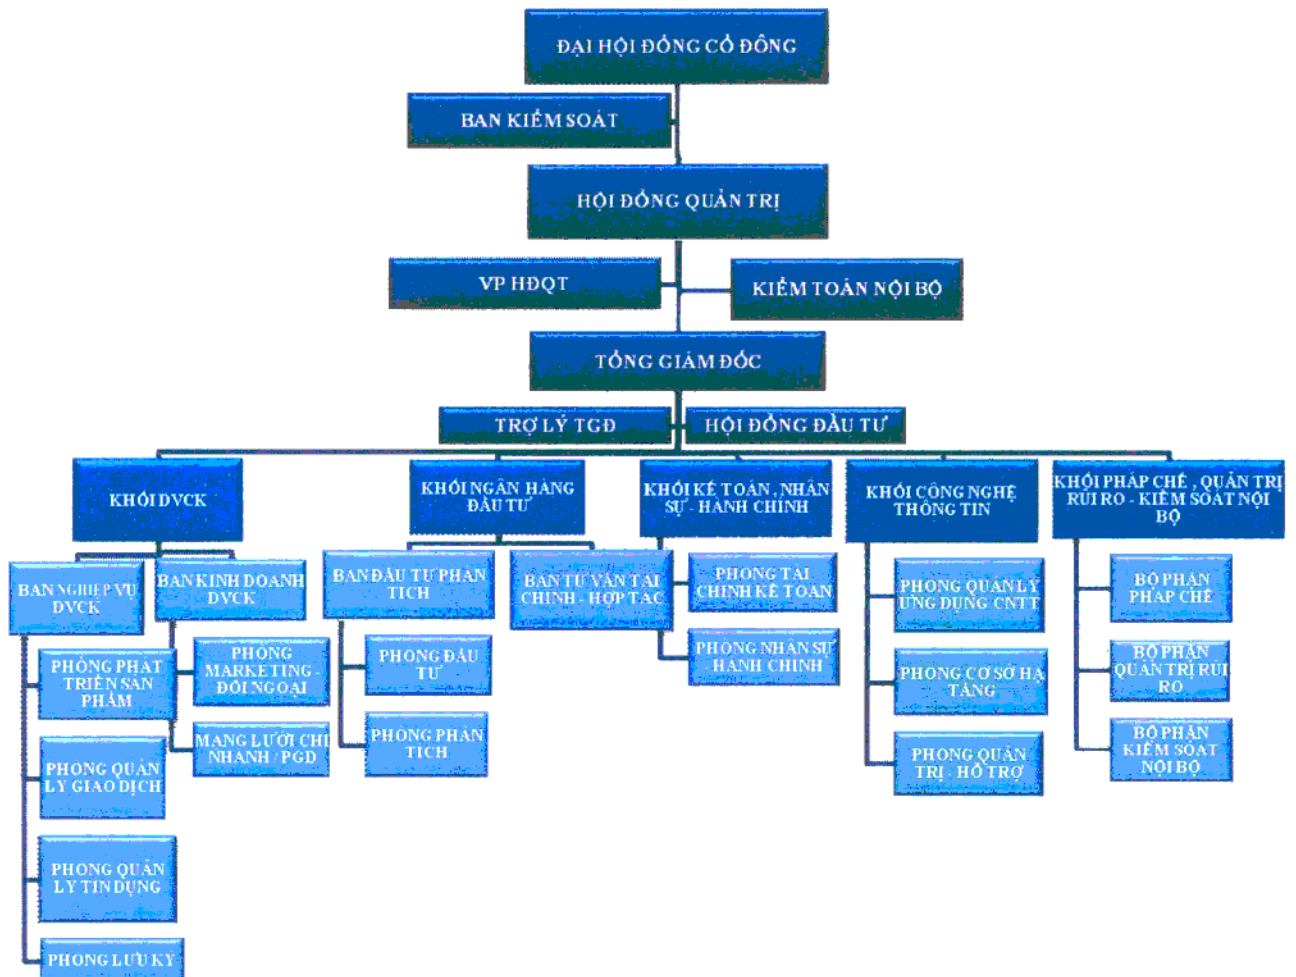 ĐẠI HỘI ĐỒNG CỔ ĐÔNG
BAN KIỂM SOÁT
HỘI ĐỒNG QUẢN TRỊ
VP HĐQT
KIỂM TOÁN NỘI BỘ
TỔNG GIÁM ĐỐC
TRỢ LÝ TGĐ
HỘI ĐỒNG ĐẦU TƯ
KHỐI DVCK
KHỐI NGÂN HÀNG
ĐẦU TƯ
KHỐI KẾ TOÁN , NHÂN
SỰ - HÀNH CHÍNH
KHỐI CÔNG NGHỆ
THÔNG TIN
KHỐI PHÁP CHẾ , QUẢN TRỊ
RỦI RO - KIỂM SOÁT NỘI
BỘ
BAN NGHIỆP VỤ
DVCK
BAN KINH DOANH
DVCK
BAN ĐẦU TƯ PHÂN
TÍCH
BAN TƯ VẤN TÀI
CHÍNH - HỢP TÁC
PHÒNG TÀI
CHÍNH KẾ TOÁN
PHÒNG NHÂN SỰ
- HÀNH CHÍNH
PHÒNG QUẢN LÝ
ỨNG DỤNG CNTT
PHÒNG CƠ SỞ HẠ
TẦNG
PHÒNG QUẢN
TRỊ - HỖ TRỢ
BỘ PHẬN
PHÁP CHẾ
BỘ PHẬN
QUẢN TRỊ RỦI
RO
BỘ PHẬN
KIỂM SOÁT
NỘI BỘ
PHÒNG PHÁT
TRIỂN SẢN
PHẨM
PHÒNG QUẢN
LÝ GIAO DỊCH
PHÒNG QUẢN
LÝ TÍN DỤNG
PHÒNG LƯU KÝ
PHÒNG
MARKETING -
ĐỐI NGOẠI
MẠNG LƯỚI CHI
NHÁNH / PGD
PHÒNG ĐẦU
TƯ
PHÒNG PHÂN
TÍCH